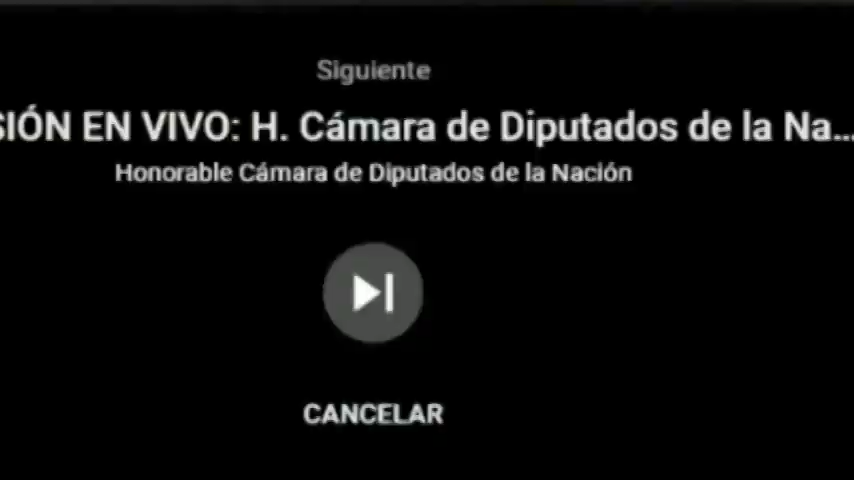 Siguiente
SIÓN EN VIVO: H. Cámara de Diputados de la Na...
Honorable Cámara de Diputados de la Nación
CANCELAR